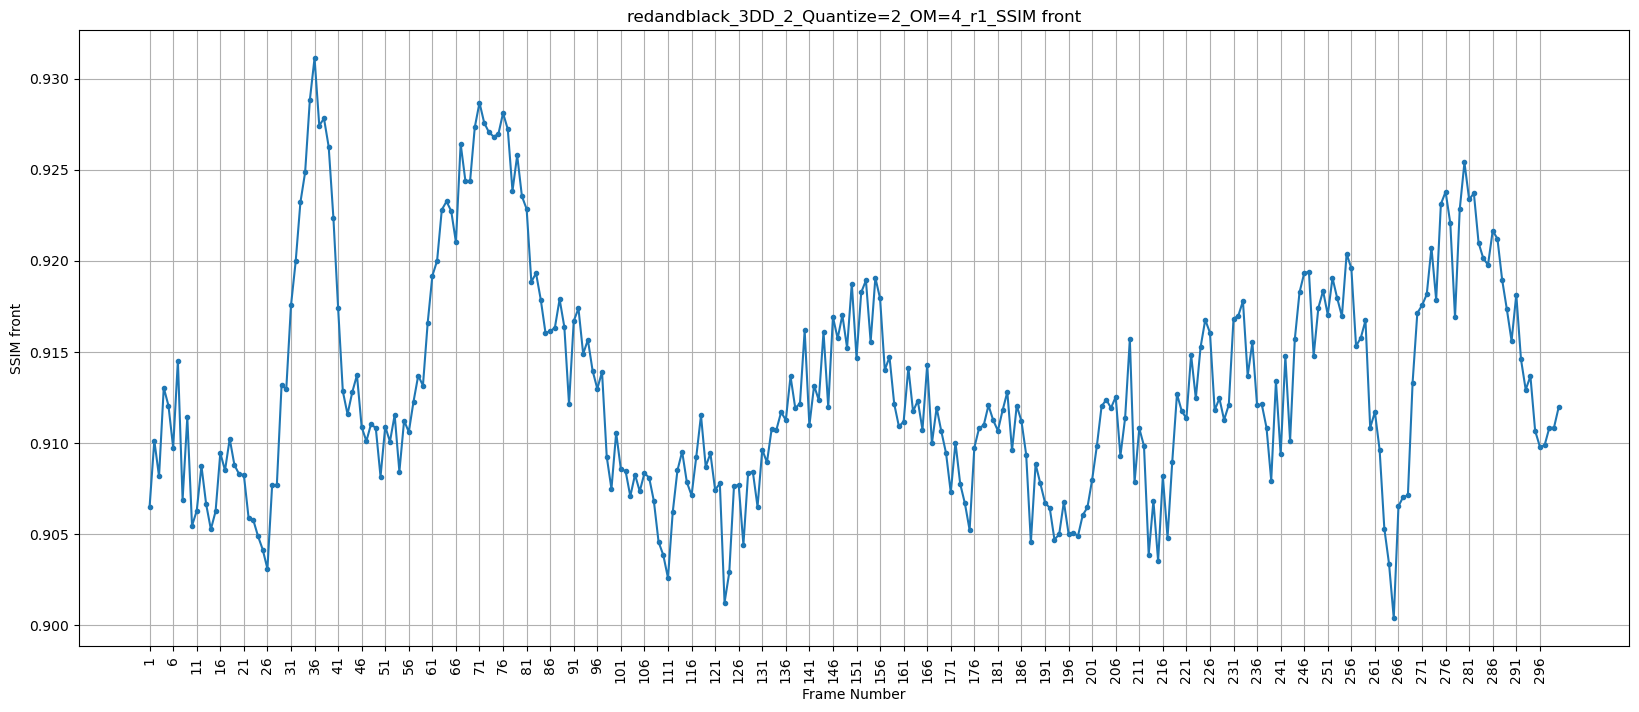 redandblack_3DD_2_Quantize=2_OM=4_r1_SSIM front
SSIM front
0.930
0.925
0.920
0.915
0.910
0.905
0.900
1 6 11 16 21 26 31 36 41 46 51 56 61 66 71 76 81 86 91 96 101 106 111 116 121 126 131 136 141 146 151 156 161 166 171 176 181 186 191 196 201 206 211 216 221 226 231 236 241 246 251 256 261 266 271 276 281 286 291 296
Frame Number